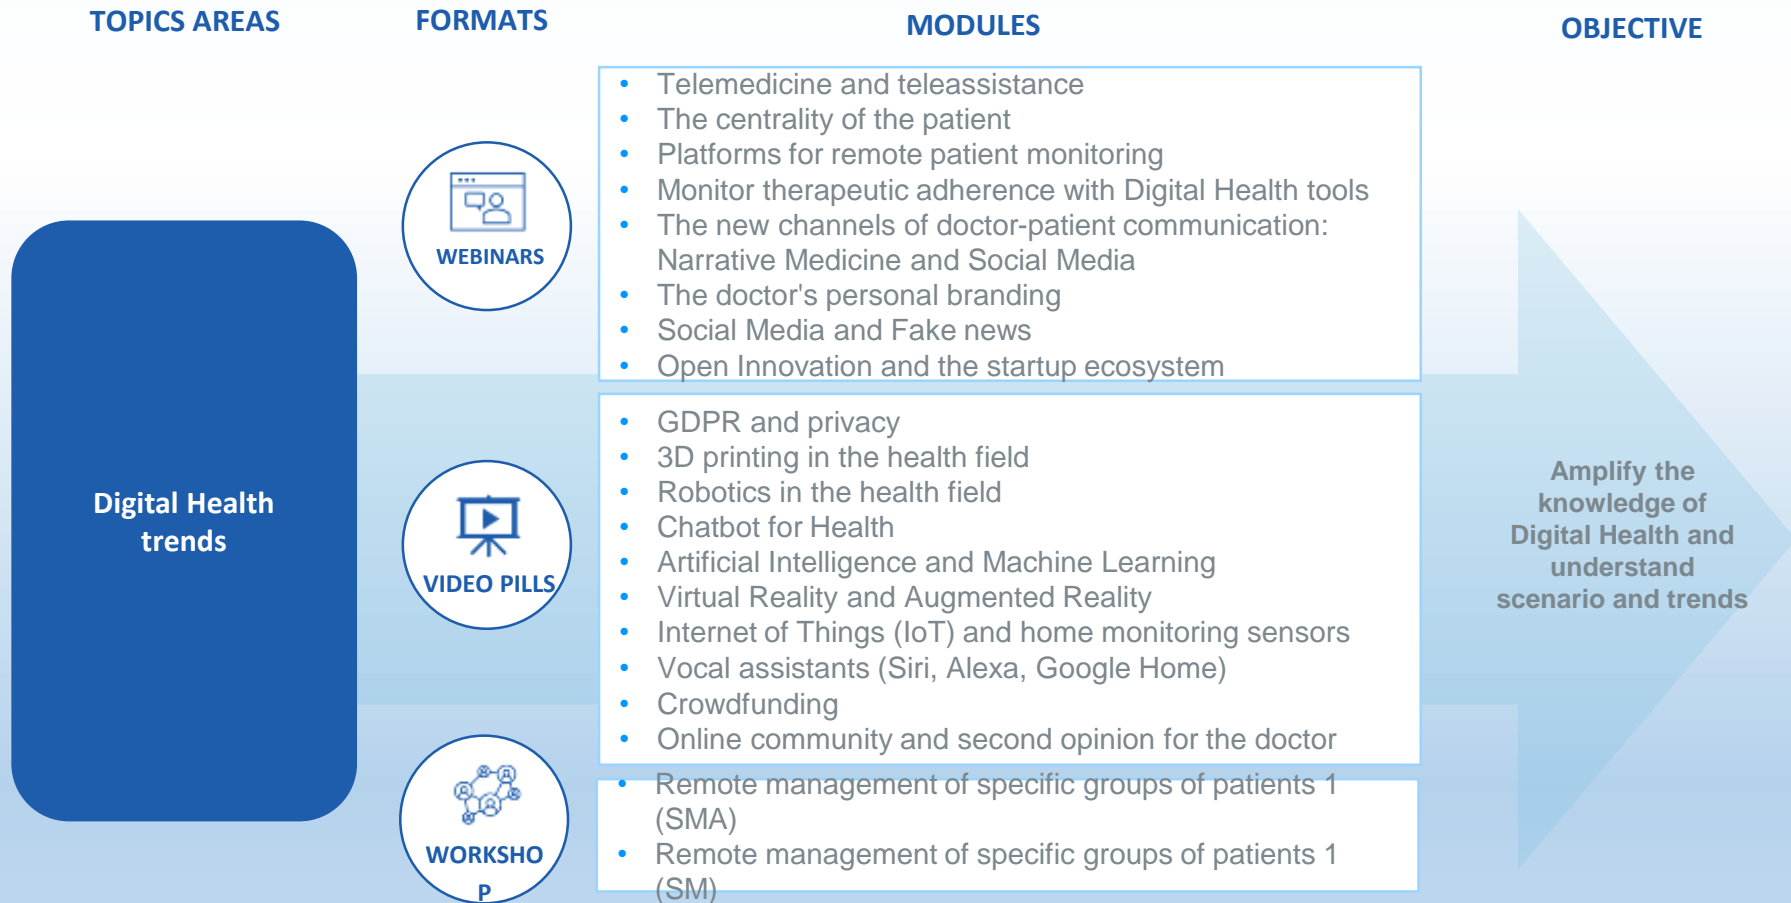 TOPICS AREAS
FORMATS
MODULES
OBJECTIVE
Digital Health
trends
WEBINARS
• Telemedicine and teleassistance
• The centrality of the patient
• Platforms for remote patient monitoring
• Monitor therapeutic adherence with Digital Health tools
• The new channels of doctor-patient communication:
Narrative Medicine and Social Media
• The doctor's personal branding
• Social Media and Fake news
• Open Innovation and the startup ecosystem
VIDEO PILLS
• GDPR and privacy
• 3D printing in the health field
• Robotics in the health field
• Chatbot for Health
• Artificial Intelligence and Machine Learning
• Virtual Reality and Augmented Reality
• Internet of Things (IoT) and home monitoring sensors
• Vocal assistants (Siri, Alexa, Google Home)
• Crowdfunding
• Online community and second opinion for the doctor
WORKSHO
P
• Remote management of specific groups of patients 1
(SMA)
• Remote management of specific groups of patients 1
(SM)
Amplify the
knowledge of
Digital Health and
understand
scenario and trends